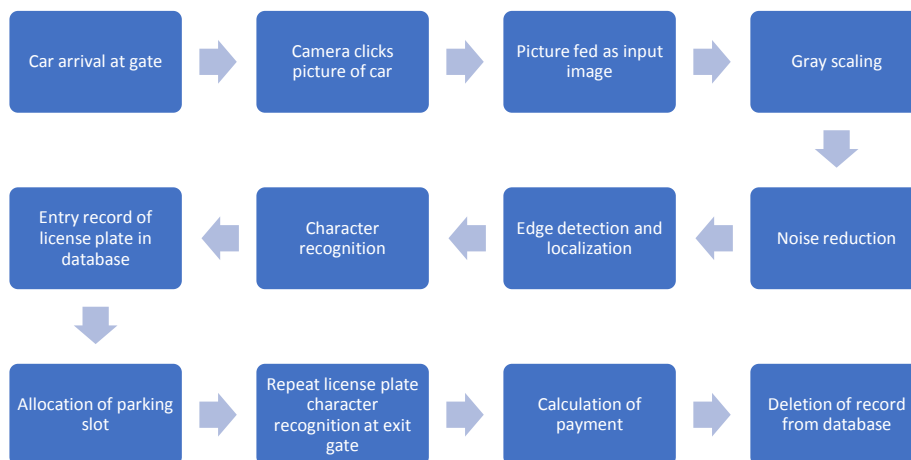 Car arrival at gate
Camera clicks
picture of car
Picture fed as input
image
Gray scaling
Noise reduction
Edge detection and
localization
Character
recognition
Entry record of
license plate in
database
Allocation of parking
slot
Repeat license plate
character
recognition at exit
gate
Calculation of
payment
Deletion of record
from database